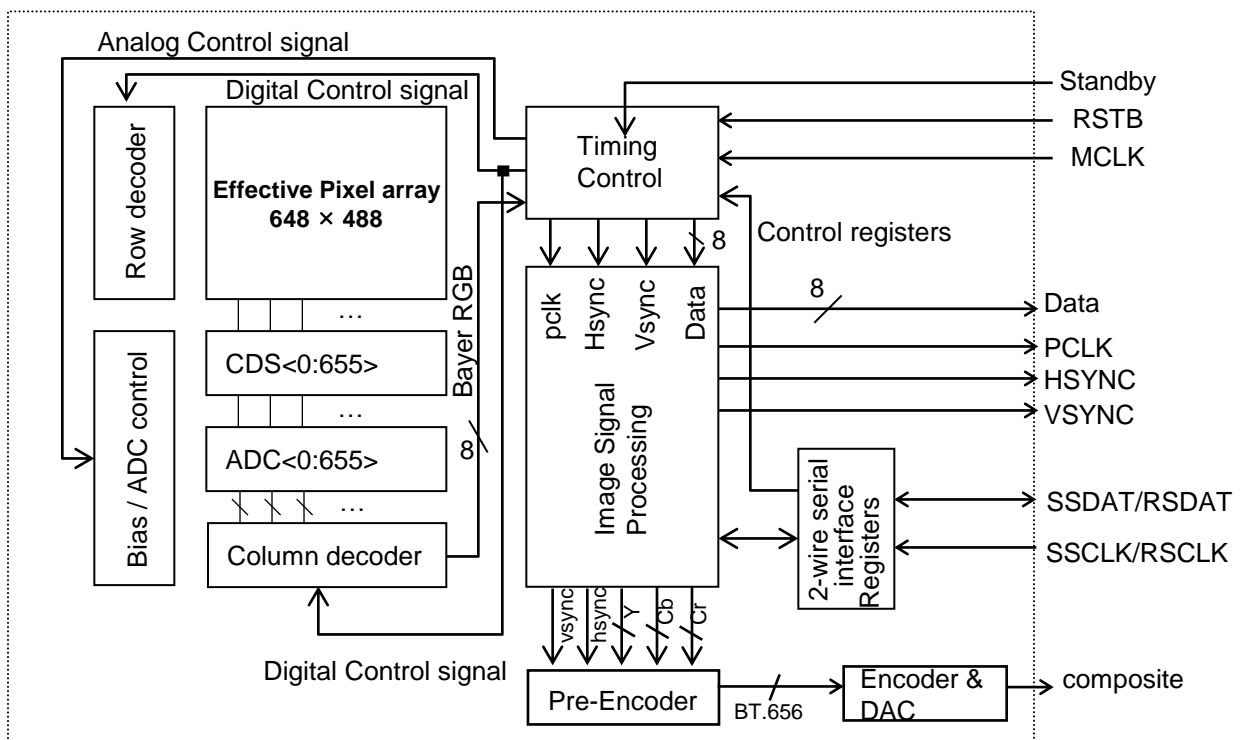 Analog Control signal
Digital Control signal
Standby
RSTB
MCLK
Row decoder
Effective Pixel array
648 × 488
Timing
Control
8
Control registers
Bayer RGB
8
pclk
Hsync
Vsync
Data
8
Data
PCLK
HSYNC
VSYNC
...
CDS<0:655>
...
ADC<0:655>
...
Column decoder
Bias / ADC control
Image Signal
Processing
2-wire serial
interface
Registers
SSDAT/RSDAT
SSCLK/RSCLK
vsync
hsync
Y
Cb
Cr
Digital Control signal
Pre-Encoder
BT.656
Encoder &
DAC
composite